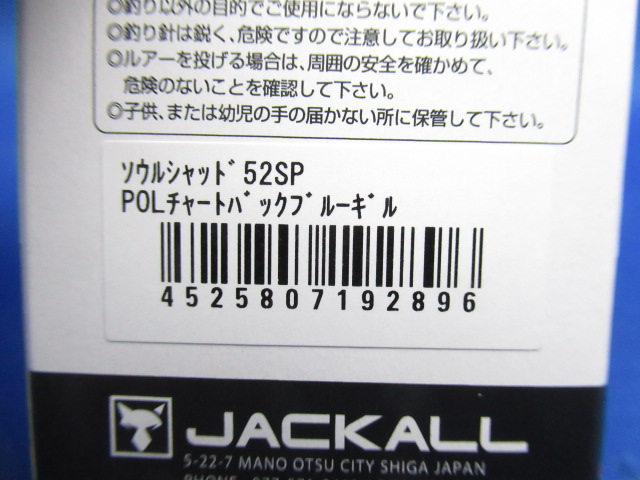 ◎釣り以外の目的でご使用にならないで下さい。
◎釣り針は鋭く、危険ですので注意してお取り扱い下さい。
◎ルアーを投げる場合は、周囲の安全を確かめて、
危険のないことを確認して下さい。
◎子供、または幼児の手の届かない所に保管して下さい。
ソウルシャッド52SP
POLチャートバックブルーギル
4525807192896
JACKALL
5-22-7 MANO OTSU CITY SHIGA JAPAN
PHONE